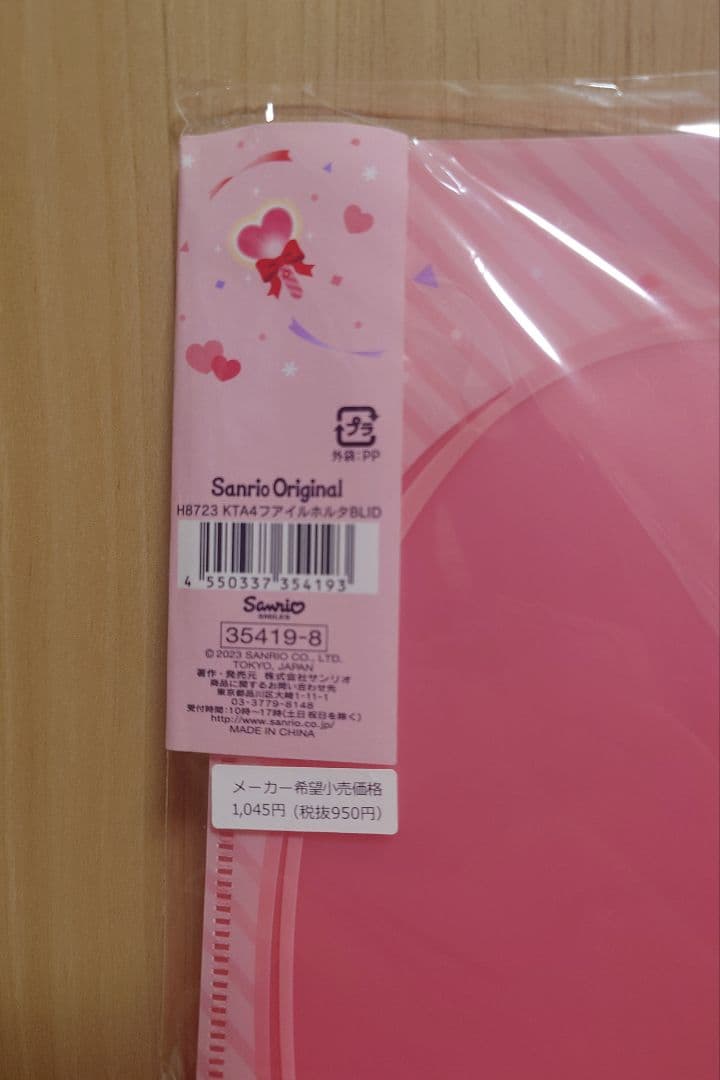 プラ
外袋:PP
Sanrio Original
H8723 KTA4フアイルホルダBLID
4 550337 354193
Sanrio
SMILES
35419-8
©2023 SANRIO CO., LTD.
TOKYO, JAPAN
著作・発売元 株式会社サンリオ
商品に関するお問い合わせ先
東京都品川区大崎1-11-1
03-3779-8148
受付時間:10時~17時(土日祝日を除く)
http://www.sanrio.co.jp/
MADE IN CHINA
メーカー希望小売価格
1,045円(税抜950円)